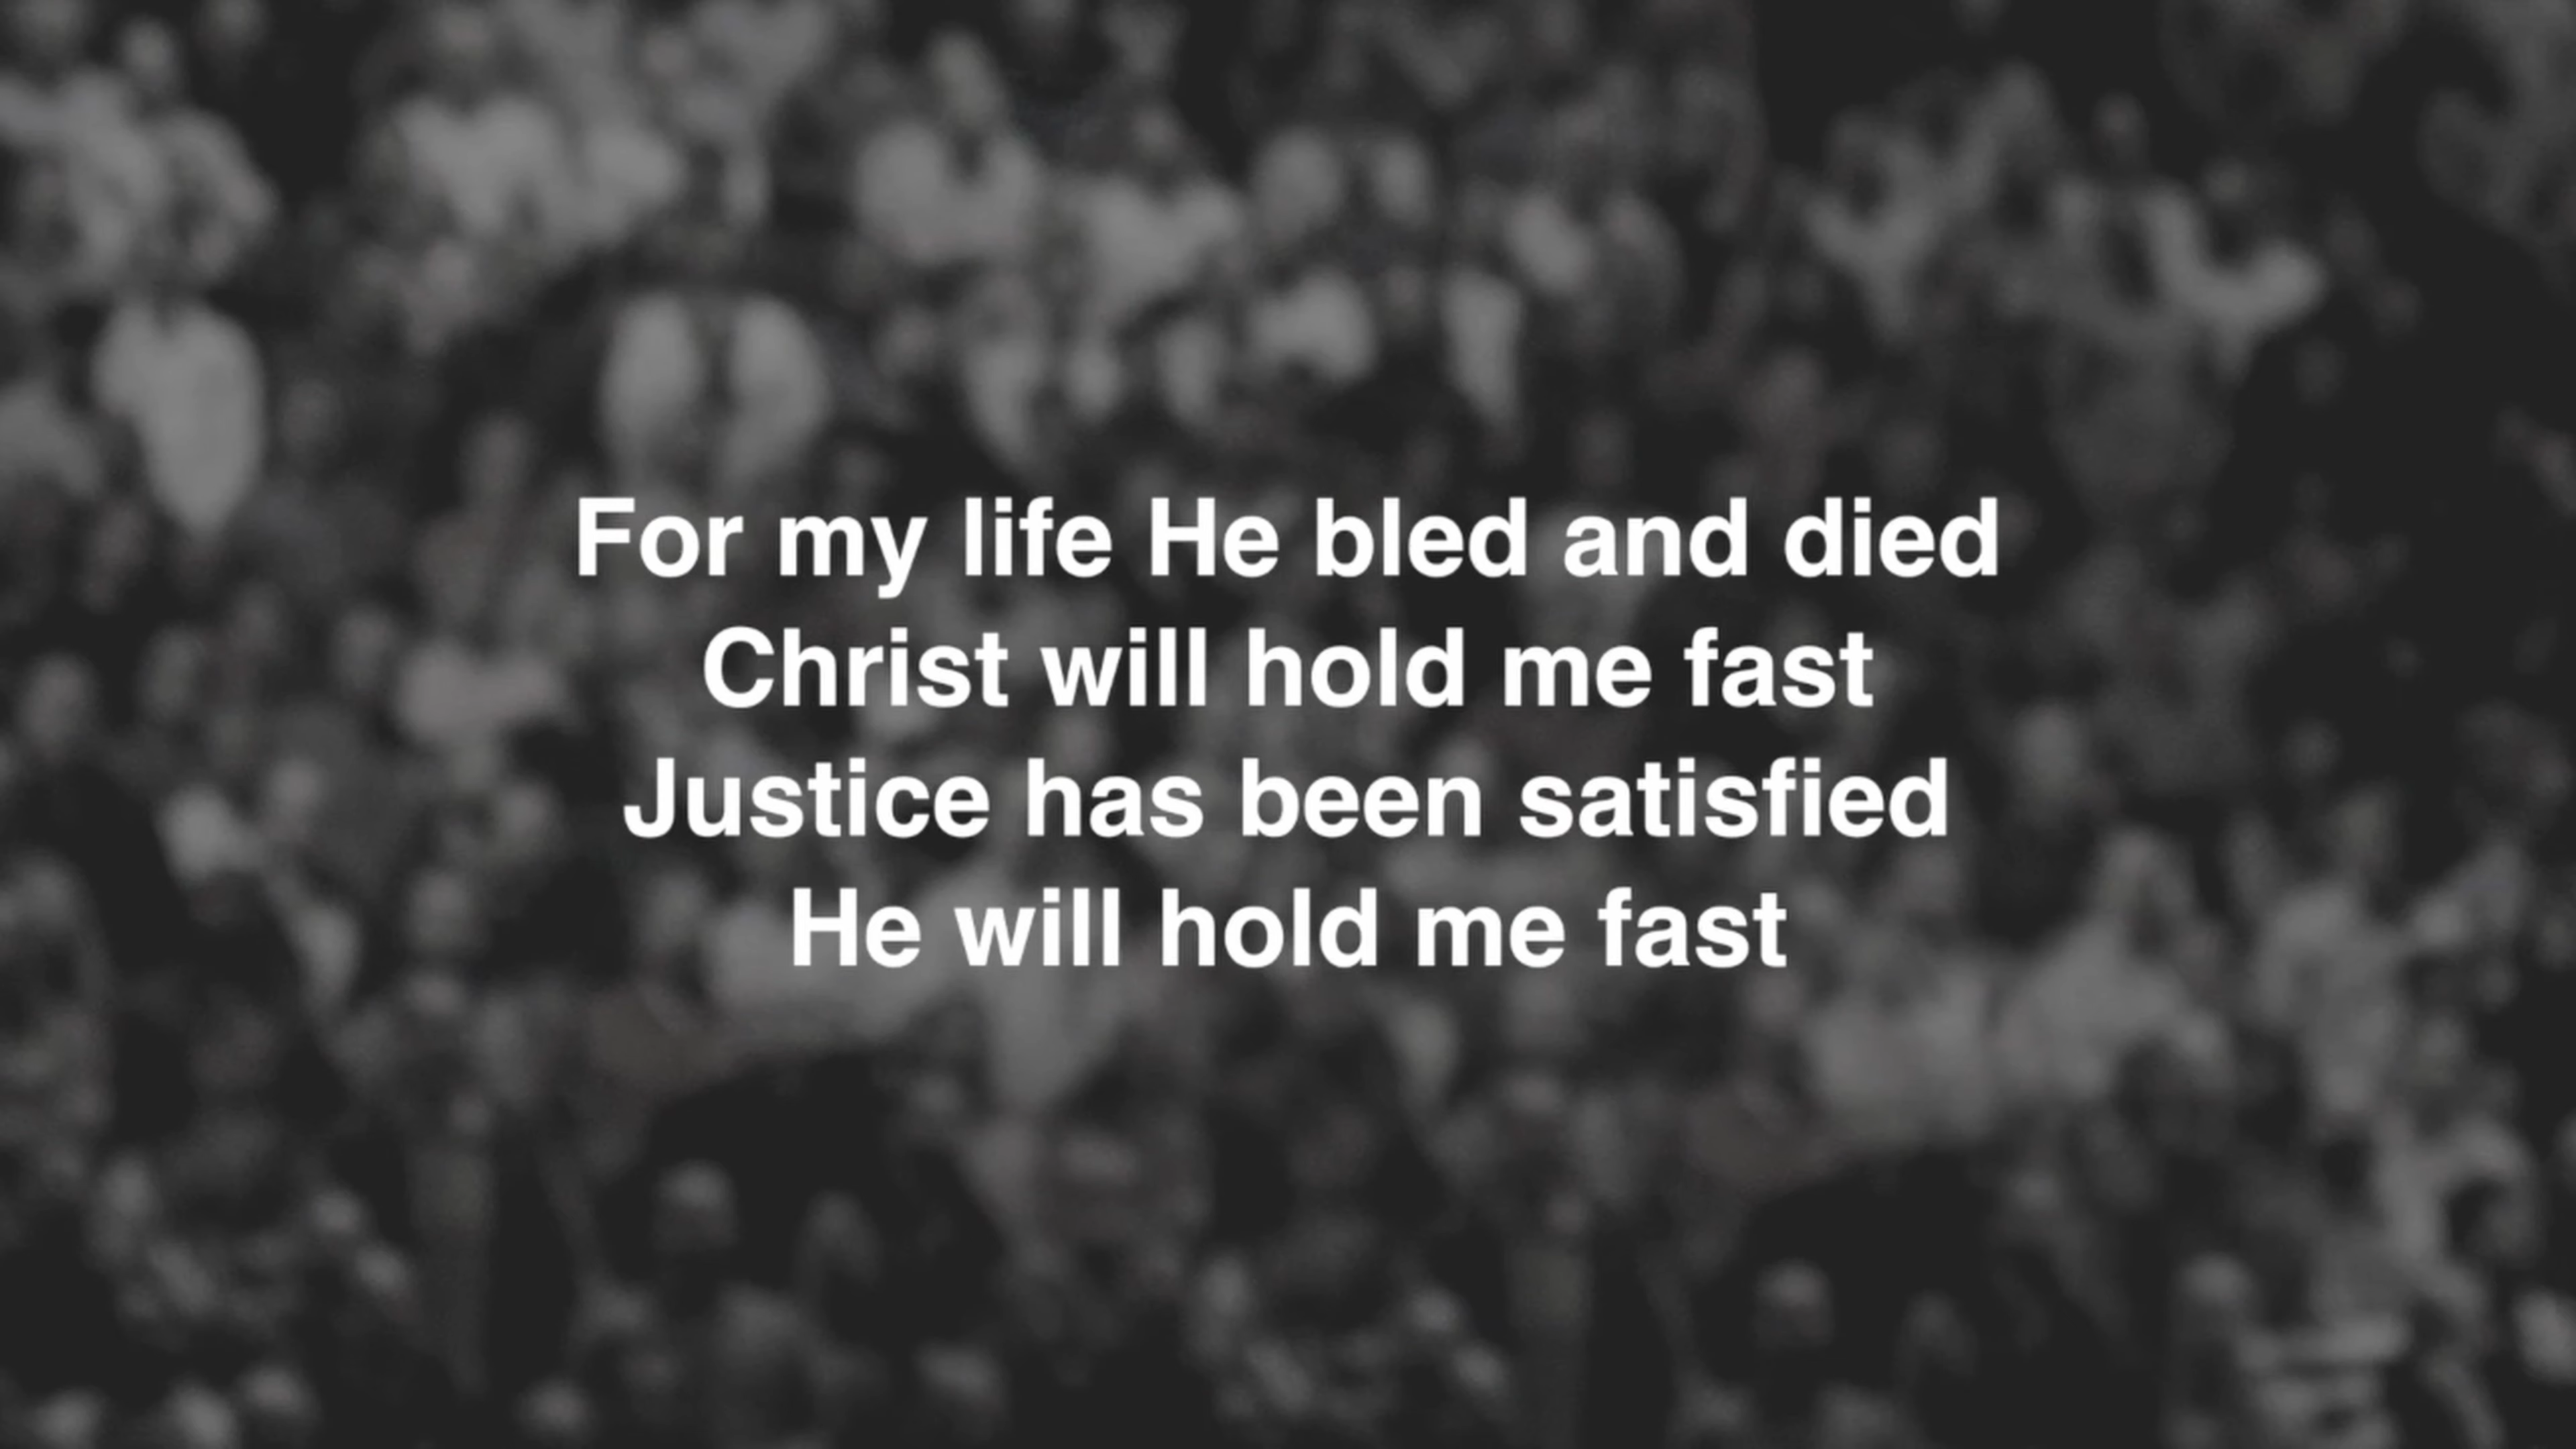 For my life He bled and died
Christ will hold me fast
Justice has been satisfied
He will hold me fast